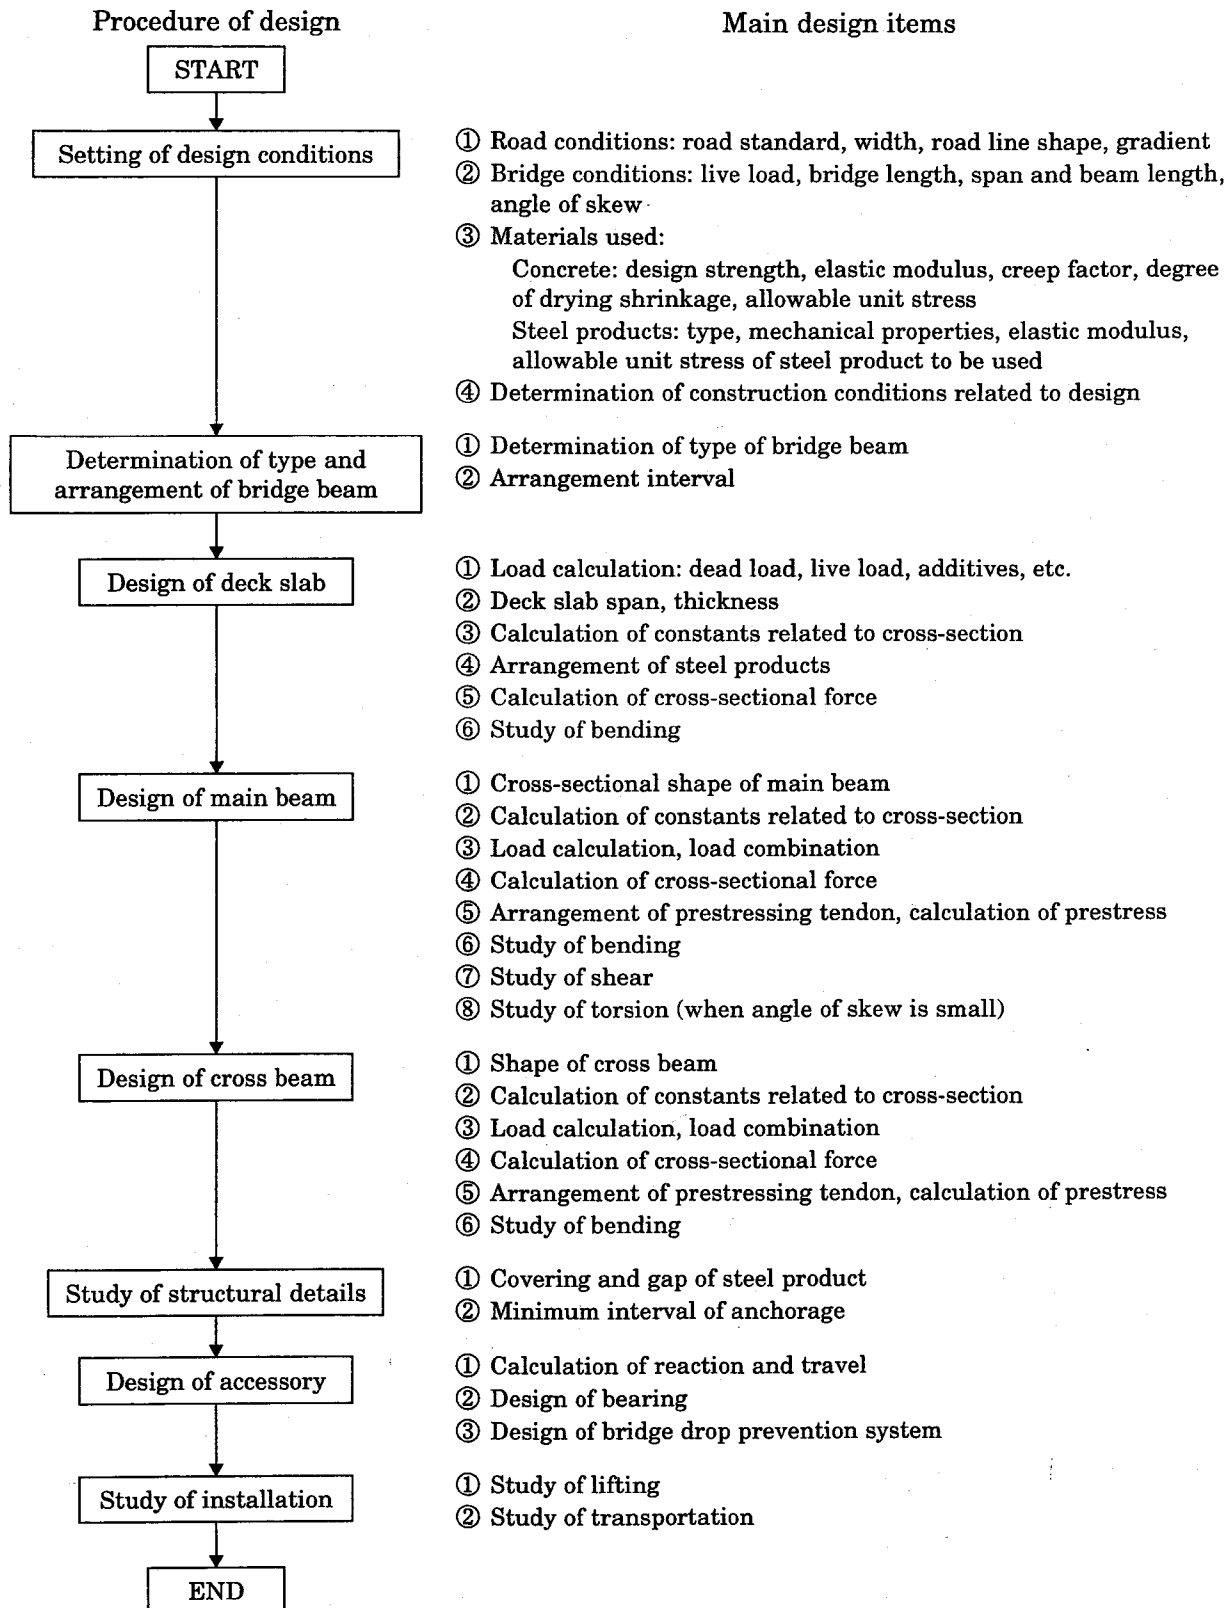 Procedure of design
Main design items
START
Setting of design conditions
① Road conditions: road standard, width, road line shape, gradient
② Bridge conditions: live load, bridge length, span and beam length,
angle of skew
③ Materials used:
Concrete: design strength, elastic modulus, creep factor, degree
of drying shrinkage, allowable unit stress
Steel products: type, mechanical properties, elastic modulus,
allowable unit stress of steel product to be used
④ Determination of construction conditions related to design
Determination of type and
arrangement of bridge beam
① Determination of type of bridge beam
② Arrangement interval
Design of deck slab
① Load calculation: dead load, live load, additives, etc.
② Deck slab span, thickness
③ Calculation of constants related to cross-section
④ Arrangement of steel products
⑤ Calculation of cross-sectional force
⑥ Study of bending
Design of main beam
① Cross-sectional shape of main beam
② Calculation of constants related to cross-section
③ Load calculation, load combination
④ Calculation of cross-sectional force
⑤ Arrangement of prestressing tendon, calculation of prestress
⑥ Study of bending
⑦ Study of shear
⑧ Study of torsion (when angle of skew is small)
Design of cross beam
① Shape of cross beam
② Calculation of constants related to cross-section
③ Load calculation, load combination
④ Calculation of cross-sectional force
⑤ Arrangement of prestressing tendon, calculation of prestress
⑥ Study of bending
Study of structural details
① Covering and gap of steel product
② Minimum interval of anchorage
Design of accessory
① Calculation of reaction and travel
② Design of bearing
③ Design of bridge drop prevention system
Study of installation
① Study of lifting
② Study of transportation
END